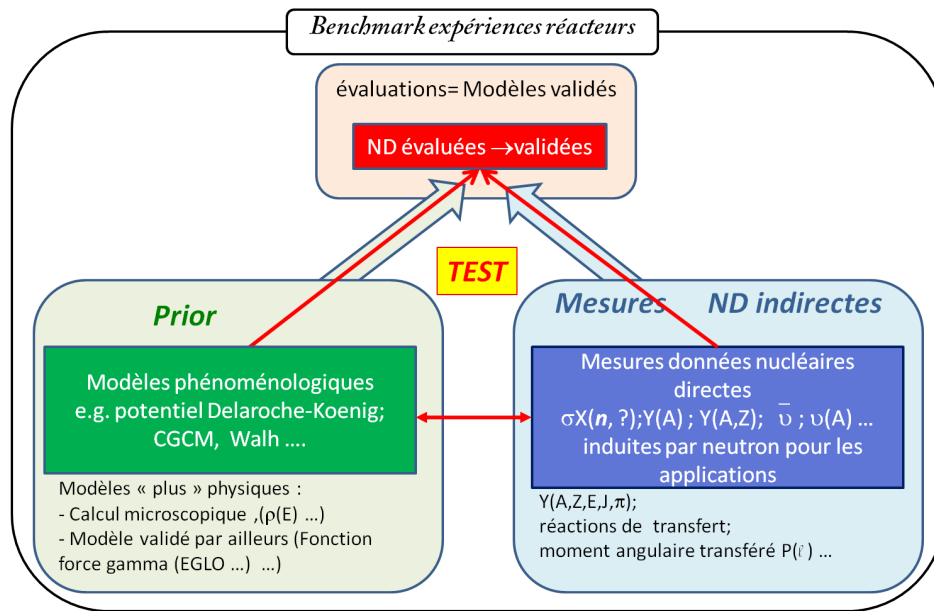 Benchmark expériences réacteurs
évaluations= Modèles validés
ND évaluées →validées
TEST
Prior
Modèles phénoménologiques
e.g. potentiel Delaroche-Koenig;
CGCM, Walh ....
Modèles « plus » physiques :
- Calcul microscopique ,(ρ(E) ...)
- Modèle validé par ailleurs (Fonction
force gamma (EGLO ...) ...)
Mesures ND indirectes
Mesures données nucléaires
directes
σX(n, ?);Y(A) ; Y(A,Z); ῡ ; υ(A) ...
induites par neutron pour les
applications
Y(A,Z,E,J,π);
réactions de transfert;
moment angulaire transféré P(ℓ) ...